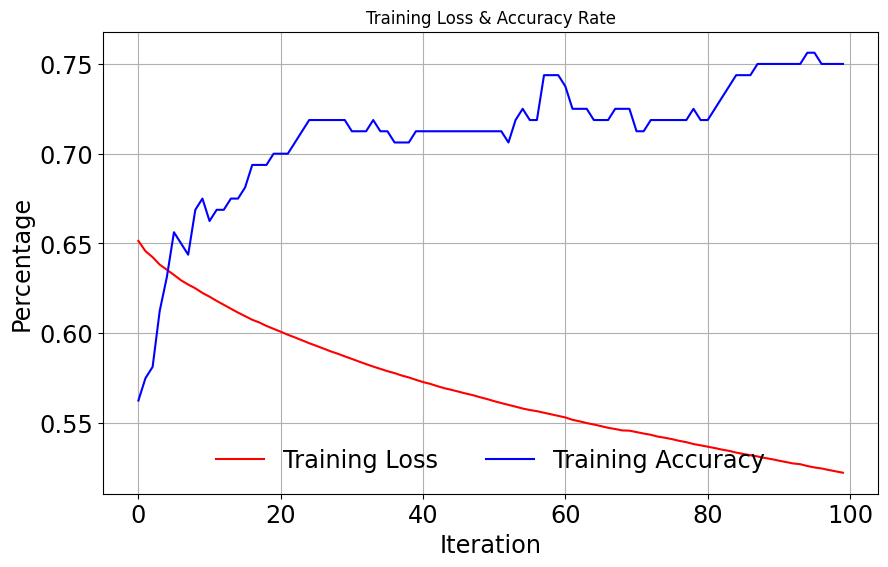 Training Loss & Accuracy Rate
0.75
0.70
0.65
0.60
0.55
Percentage
Training Loss Training Accuracy
0 20 40 60 80 100
Iteration